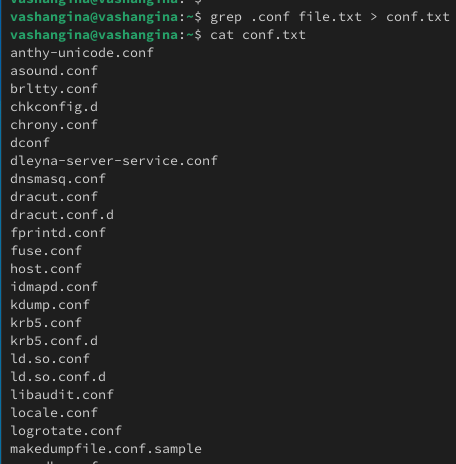 vashangina@vashangina:~$ grep .conf file.txt > conf.txt
vashangina@vashangina:~$ cat conf.txt
anthy-unicode.conf
asound.conf
brltty.conf
chkconfig.d
chrony.conf
dconf
dleyna-server-service.conf
dnsmasq.conf
dracut.conf
dracut.conf.d
fprintd.conf
fuse.conf
host.conf
idmapd.conf
kdump.conf
krb5.conf
krb5.conf.d
ld.so.conf
ld.so.conf.d
libaudit.conf
locale.conf
logrotate.conf
makedumpfile.conf.sample